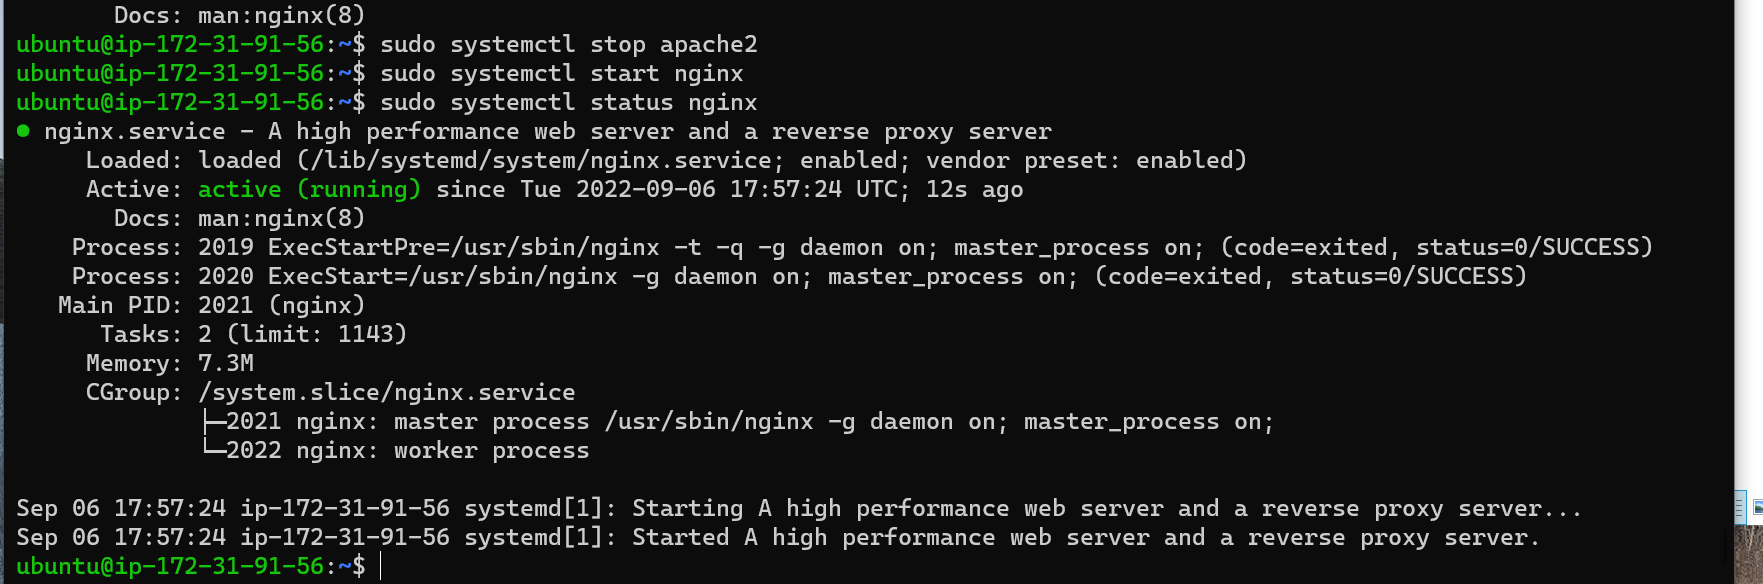 Docs: man:nginx(8)
ubuntu@ip-172-31-91-56:~$ sudo systemctl stop apache2
ubuntu@ip-172-31-91-56:~$ sudo systemctl start nginx
ubuntu@ip-172-31-91-56:~$ sudo systemctl status nginx
● nginx.service - A high performance web server and a reverse proxy server
Loaded: loaded (/lib/systemd/system/nginx.service; enabled; vendor preset: enabled)
Active: active (running) since Tue 2022-09-06 17:57:24 UTC; 12s ago
Docs: man:nginx(8)
Process: 2019 ExecStartPre=/usr/sbin/nginx -t -q -g daemon on; master_process on; (code=exited, status=0/SUCCESS)
Process: 2020 ExecStart=/usr/sbin/nginx -g daemon on; master_process on; (code=exited, status=0/SUCCESS)
Main PID: 2021 (nginx)
Tasks: 2 (limit: 1143)
Memory: 7.3M
CGroup: /system.slice/nginx.service
├─2021 nginx: master process /usr/sbin/nginx -g daemon on; master_process on;
└─2022 nginx: worker process
Sep 06 17:57:24 ip-172-31-91-56 systemd[1]: Starting A high performance web server and a reverse proxy server...
Sep 06 17:57:24 ip-172-31-91-56 systemd[1]: Started A high performance web server and a reverse proxy server.
ubuntu@ip-172-31-91-56:~$